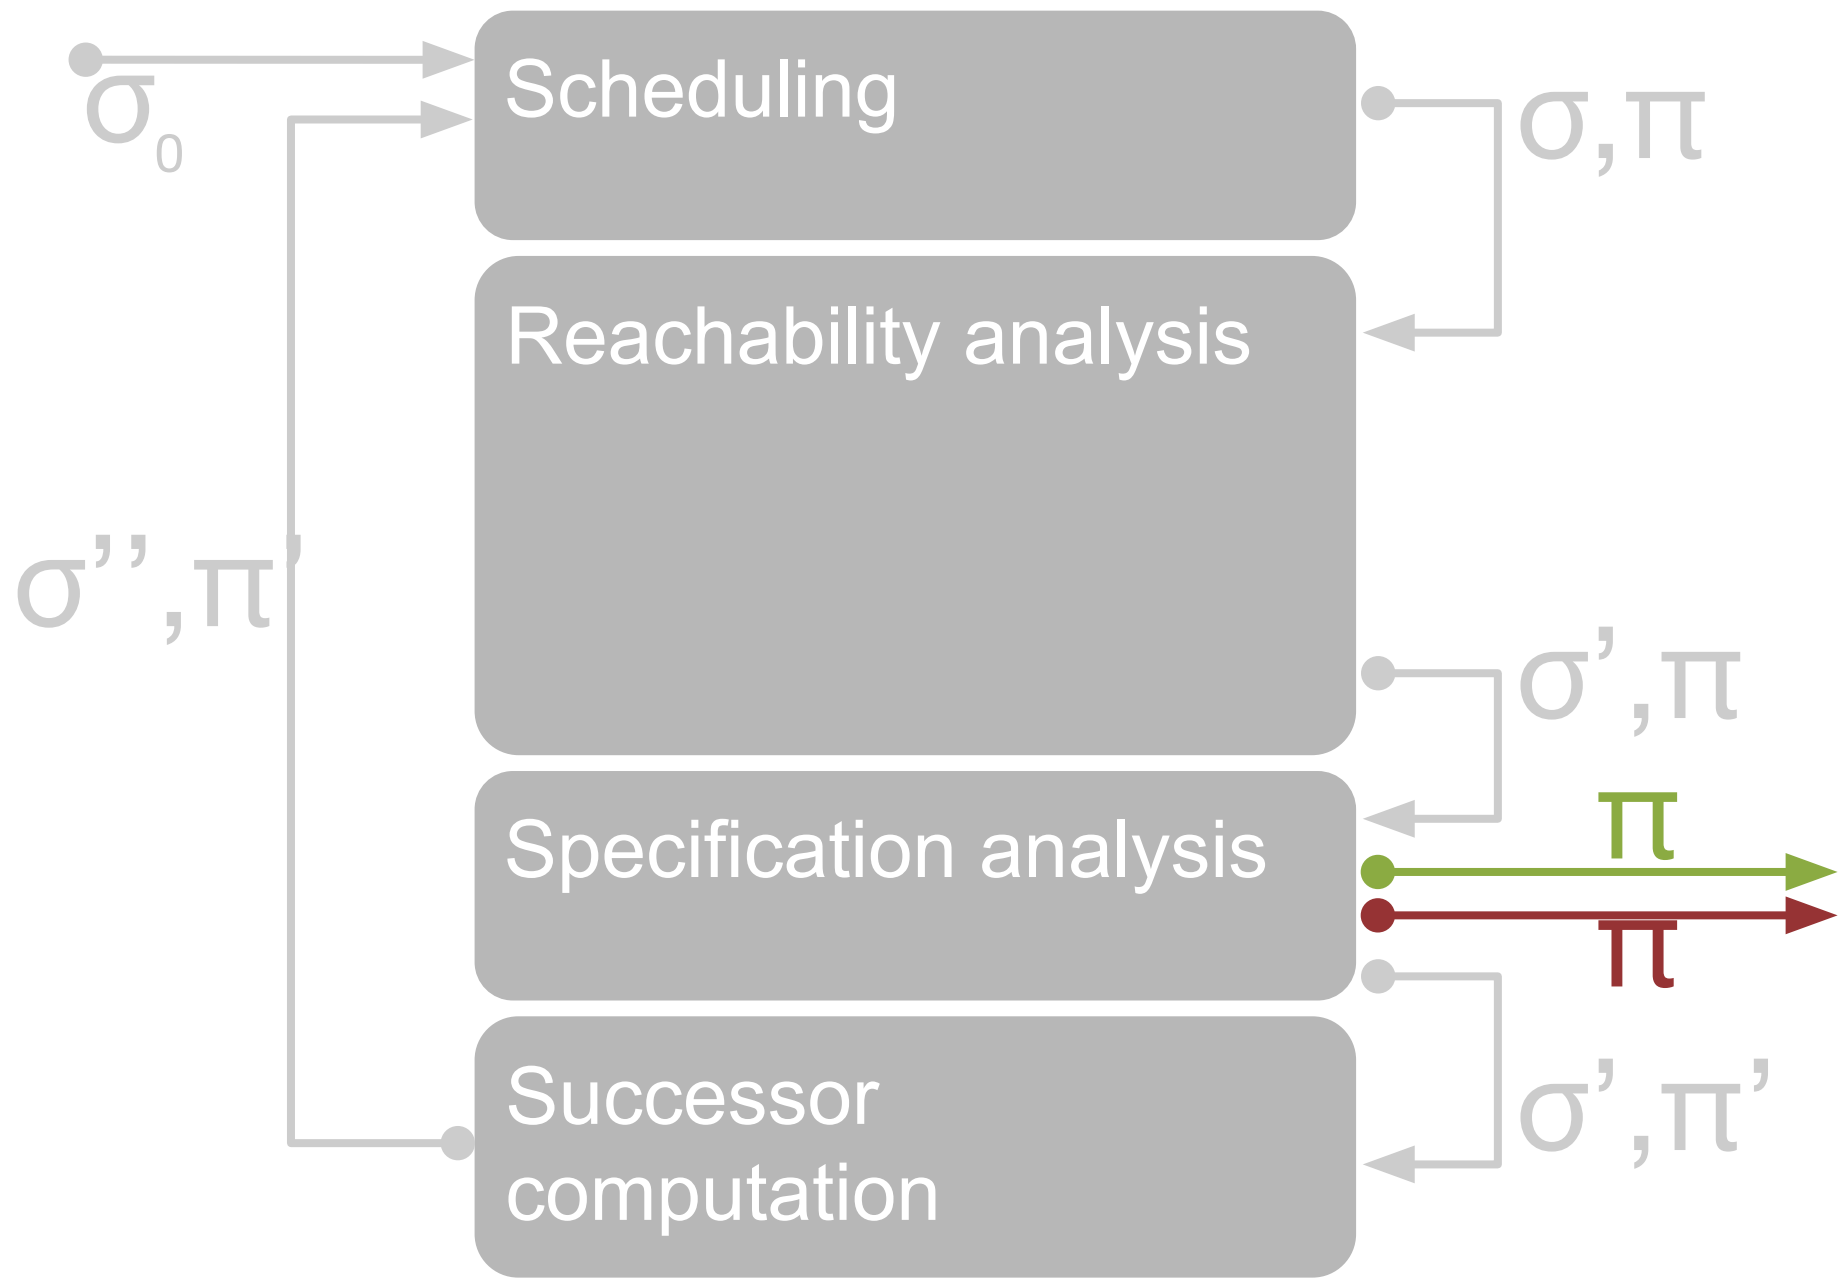 Scheduling
σ₀
σ,π
Reachability analysis
σ’’,π’
σ’,π
Specification analysis
π
π
Successor
computation
σ’,π’